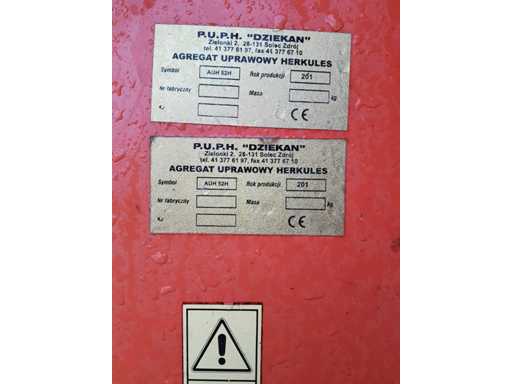 P.U.P.H. "DZIEKAN"
Zielonki 2, 28-131 Solec Zdrój
tel. 41 377 61 97, fax 41 377 67 10
AGREGAT UPRAWOWY HERKULES
Symbol AUH 52H Rok produkcji 201
Nr fabryczny Masa kg
CE
P.U.P.H. "DZIEKAN"
Zielonki 2, 28-131 Solec Zdrój
tel. 41 377 61 97, fax 41 377 67 10
AGREGAT UPRAWOWY HERKULES
Symbol AUH 52H Rok produkcji 201
Nr fabryczny Masa kg
CE